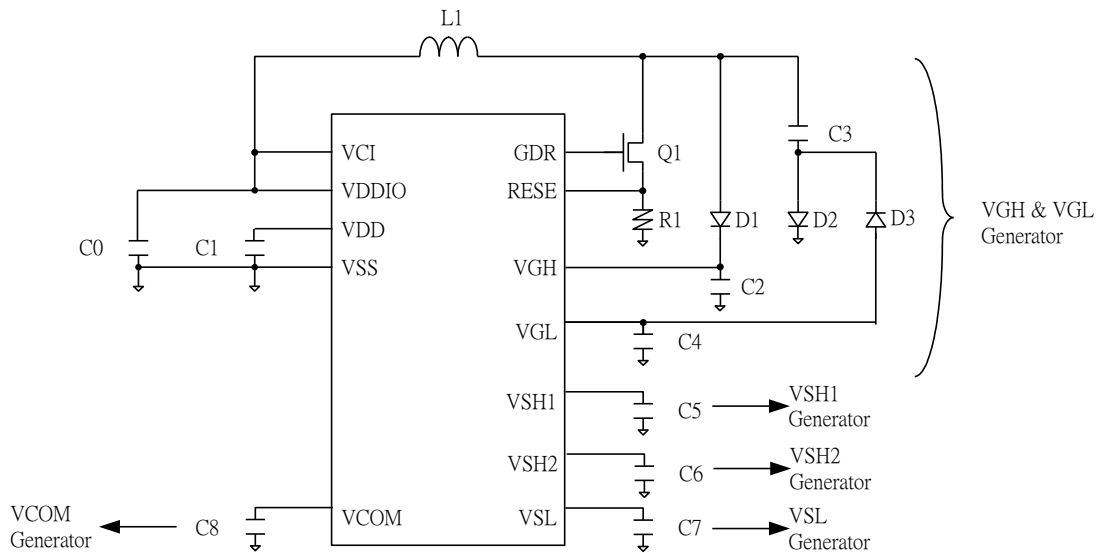 L1
VCI
GDR
Q1
C3
VDDIO
RESE
R1
D1
D2
D3
VGH & VGL
Generator
C0
C1
VDD
VSS
VGH
C2
VGL
C4
VSH1
C5
VSH1
Generator
VSH2
C6
VSH2
Generator
VCOM
Generator
C8
VCOM
VSL
C7
VSL
Generator